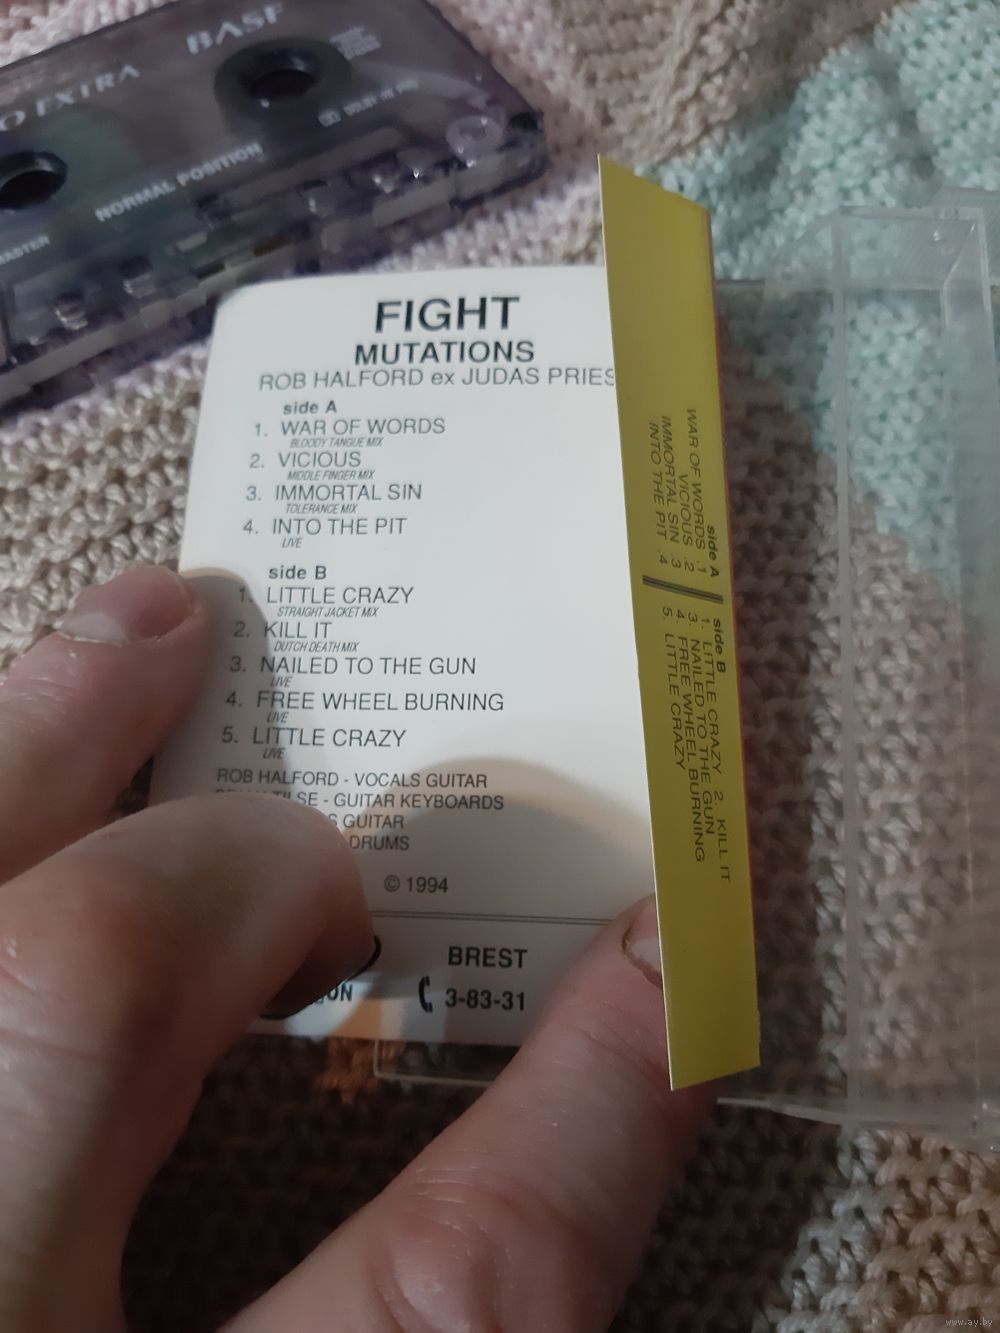 BASF
EXTRA
NORMAL POSITION
FIGHT
MUTATIONS
ROB HALFORD ex JUDAS PRIES
side A
1. WAR OF WORDS
BLOODY TANGUE MIX
2. VICIOUS
MIDDLE FINGER MIX
3. IMMORTAL SIN
TOLERANCE MIX
4. INTO THE PIT
LIVE
side B
1. LITTLE CRAZY
STRAIGHT JACKET MIX
2. KILL IT
DUTCH DEATH MIX
3. NAILED TO THE GUN
LIVE
4. FREE WHEEL BURNING
LIVE
5. LITTLE CRAZY
LIVE
ROB HALFORD - VOCALS GUITAR
- GUITAR KEYBOARDS
GUITAR
DRUMS
© 1994
BREST
3-83-31
side A
WAR OF WORDS .1
VICIOUS .2
IMMORTAL SIN .3
INTO THE PIT .4
side B
1. LITTLE CRAZY 2. KILL IT
3. NAILED TO THE GUN
4. FREE WHEEL BURNING
5. LITTLE CRAZY
www.ay.by